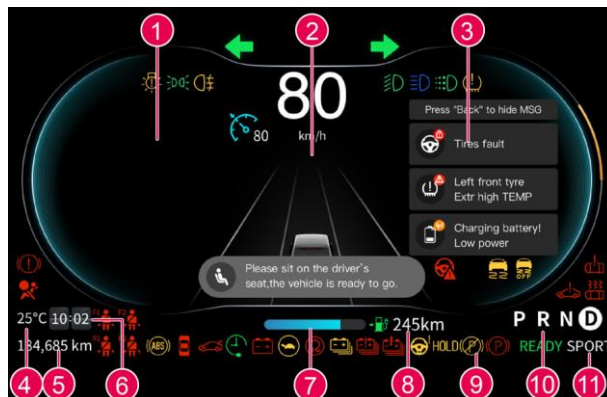 1
2
3
80
80
km/h
Press "Back" to hide MSG
Tires fault
Left front tyre
Extr high TEMP
Charging battery!
Low power
Please sit on the driver's
seat,the vehicle is ready to go.
OFF
25°C 10:02
245km
P R N D
184,685 km
ABS
HOLD
P
P
READY SPORT
4
5
6
7
8
9
10
11